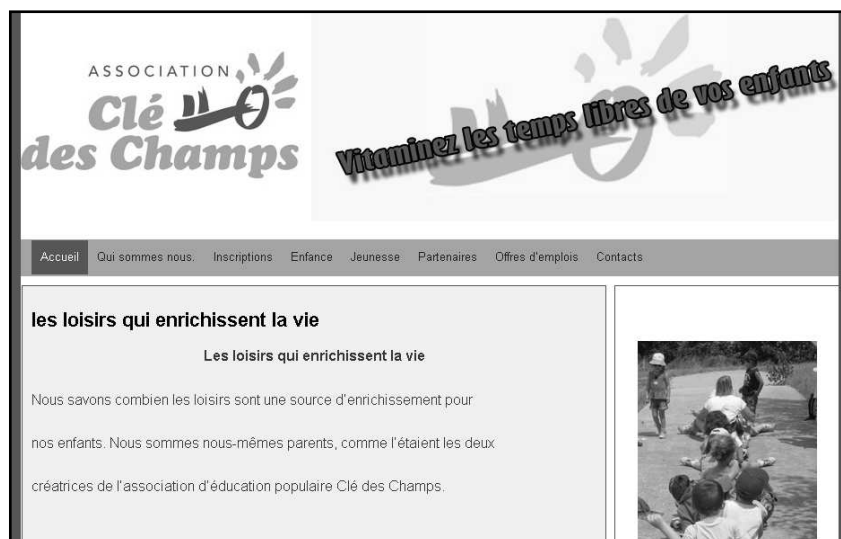 ASSOCIATION
Clé
des Champs
Vitaminez les temps libres de vos enfants
Accueil Qui sommes nous. Inscriptions Enfance Jeunesse Partenaires Offres d'emplois Contacts
les loisirs qui enrichissent la vie
Les loisirs qui enrichissent la vie
Nous savons combien les loisirs sont une source d'enrichissement pour
nos enfants. Nous sommes nous-mêmes parents, comme l'étaient les deux
créatrices de l'association d'éducation populaire Clé des Champs.